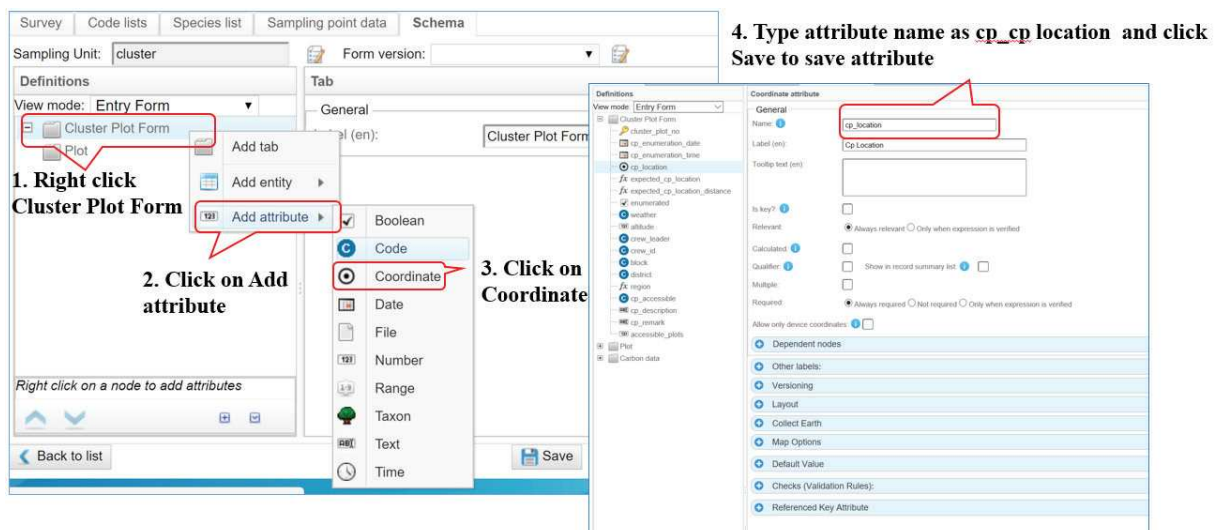 Survey Code lists Species list Sampling point data Schema
Sampling Unit: cluster Form version:
Definitions Tab
View mode: Entry Form
General
Cluster Plot Form
Plot
Label (en): Cluster Plot Form
Add tab
Add entity
Add attribute
Boolean
Code
Coordinate
Date
File
Number
Range
Taxon
Text
Time
1. Right click
Cluster Plot Form
2. Click on Add
attribute
3. Click on
Coordinate
Right click on a node to add attributes
Back to list Save
4. Type attribute name as cp_cp location and click
Save to save attribute
Definitions
View mode Entry Form
Cluster Plot Form
cluster_plot_no
cp_enumeration_date
cp_enumeration_time
cp_location
fx expected_cp_location
fx expected_cp_location_distance
enumerated
weather
altitude
crew_leader
crew_id
block
district
fx region
cp_accessible
cp_description
cp_remark
accessible_plots
Plot
Carbon data
Coordinate attribute
General
Name: cp_location
Label (en): Cp Location
Tooltip text (en):
Is key?
Relevant Always relevant Only when expression is verified
Calculated:
Qualifier: Show in record summary list:
Multiple:
Required: Always required Not required Only when expression is verified
Allow only device coordinates:
Dependent nodes
Other labels:
Versioning
Layout
Collect Earth
Map Options
Default Value
Checks (Validation Rules):
Referenced Key Attribute